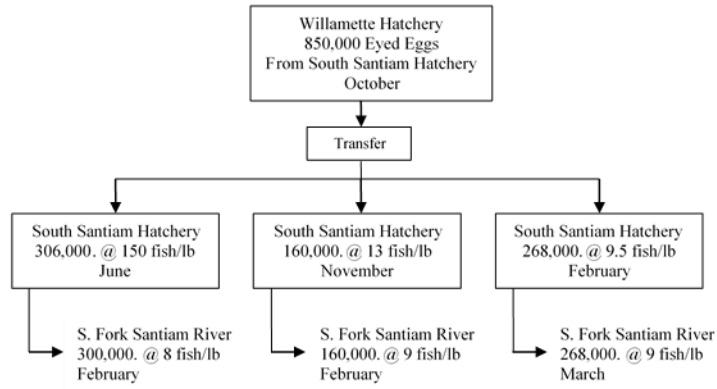 Willamette Hatchery
850,000 Eyed Eggs
From South Santiam Hatchery
October
Transfer
South Santiam Hatchery
306,000. @ 150 fish/lb
June
South Santiam Hatchery
160,000. @ 13 fish/lb
November
South Santiam Hatchery
268,000. @ 9.5 fish/lb
February
S. Fork Santiam River
300,000. @ 8 fish/lb
February
S. Fork Santiam River
160,000. @ 9 fish/lb
February
S. Fork Santiam River
268,000. @ 9 fish/lb
March